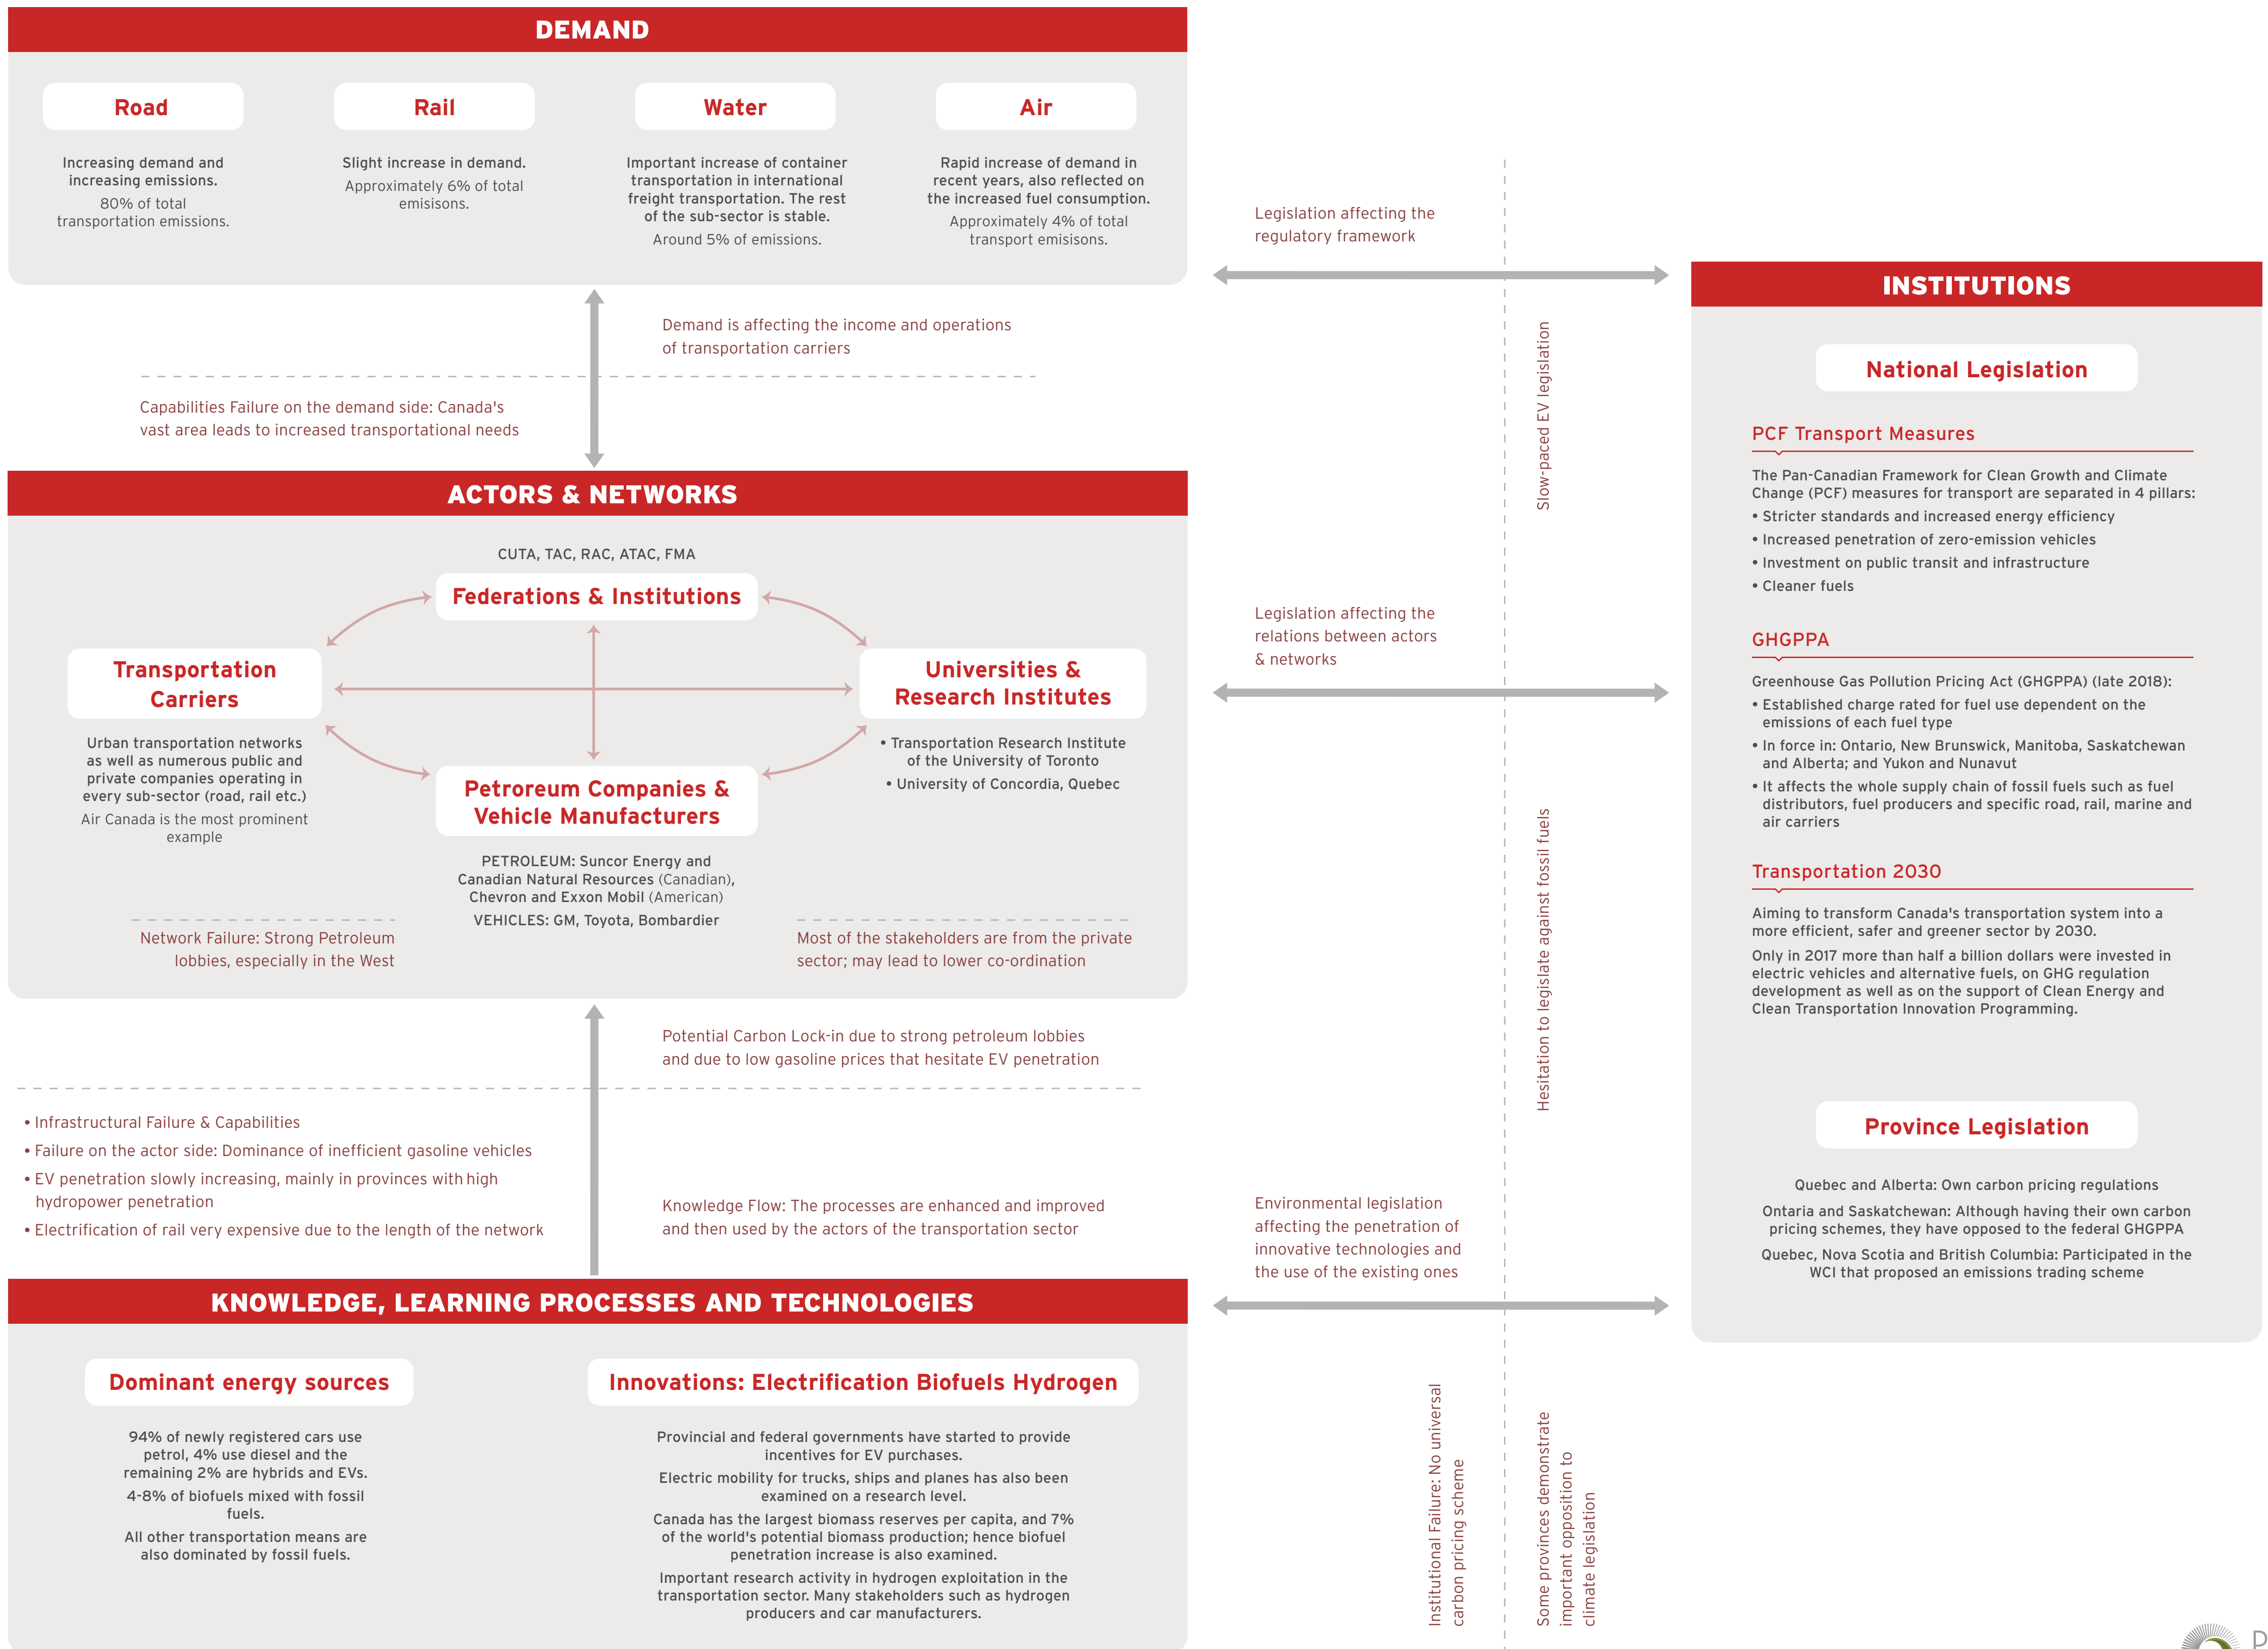 DEMAND
Road
Increasing demand and
increasing emissions.
80% of total
transportation emissions.
Rail
Slight increase in demand.
Approximately 6% of total
emisisons.
Water
Important increase of container
transportation in international
freight transportation. The rest
of the sub-sector is stable.
Around 5% of emissions.
Air
Rapid increase of demand in
recent years, also reflected on
the increased fuel consumption.
Approximately 4% of total
transport emisisons.
Demand is affecting the income and operations
of transportation carriers
Capabilities Failure on the demand side: Canada's
vast area leads to increased transportational needs
ACTORS & NETWORKS
CUTA, TAC, RAC, ATAC, FMA
Federations & Institutions
Transportation
Carriers
Urban transportation networks
as well as numerous public and
private companies operating in
every sub-sector (road, rail etc.)
Air Canada is the most prominent
example
Universities &
Research Institutes
• Transportation Research Institute
of the University of Toronto
• University of Concordia, Quebec
Petroreum Companies &
Vehicle Manufacturers
PETROLEUM: Suncor Energy and
Canadian Natural Resources (Canadian),
Chevron and Exxon Mobil (American)
VEHICLES: GM, Toyota, Bombardier
Network Failure: Strong Petroleum
lobbies, especially in the West
Most of the stakeholders are from the private
sector; may lead to lower co-ordination
Potential Carbon Lock-in due to strong petroleum lobbies
and due to low gasoline prices that hesitate EV penetration
• Infrastructural Failure & Capabilities
• Failure on the actor side: Dominance of inefficient gasoline vehicles
• EV penetration slowly increasing, mainly in provinces with high
hydropower penetration
• Electrification of rail very expensive due to the length of the network
Knowledge Flow: The processes are enhanced and improved
and then used by the actors of the transportation sector
KNOWLEDGE, LEARNING PROCESSES AND TECHNOLOGIES
Dominant energy sources
94% of newly registered cars use
petrol, 4% use diesel and the
remaining 2% are hybrids and EVs.
4-8% of biofuels mixed with fossil
fuels.
All other transportation means are
also dominated by fossil fuels.
Innovations: Electrification Biofuels Hydrogen
Provincial and federal governments have started to provide
incentives for EV purchases.
Electric mobility for trucks, ships and planes has also been
examined on a research level.
Canada has the largest biomass reserves per capita, and 7%
of the world's potential biomass production; hence biofuel
penetration increase is also examined.
Important research activity in hydrogen exploitation in the
transportation sector. Many stakeholders such as hydrogen
producers and car manufacturers.
Legislation affecting the
regulatory framework
Slow-paced EV legislation
Legislation affecting the
relations between actors
& networks
Hesitation to legislate against fossil fuels
Environmental legislation
affecting the penetration of
innovative technologies and
the use of the existing ones
Institutional Failure: No universal
carbon pricing scheme
Some provinces demonstrate
important opposition to
climate legislation
INSTITUTIONS
National Legislation
PCF Transport Measures
The Pan-Canadian Framework for Clean Growth and Climate
Change (PCF) measures for transport are separated in 4 pillars:
• Stricter standards and increased energy efficiency
• Increased penetration of zero-emission vehicles
• Investment on public transit and infrastructure
• Cleaner fuels
GHGPPA
Greenhouse Gas Pollution Pricing Act (GHGPPA) (late 2018):
• Established charge rated for fuel use dependent on the
emissions of each fuel type
• In force in: Ontario, New Brunswick, Manitoba, Saskatchewan
and Alberta; and Yukon and Nunavut
• It affects the whole supply chain of fossil fuels such as fuel
distributors, fuel producers and specific road, rail, marine and
air carriers
Transportation 2030
Aiming to transform Canada's transportation system into a
more efficient, safer and greener sector by 2030.
Only in 2017 more than half a billion dollars were invested in
electric vehicles and alternative fuels, on GHG regulation
development as well as on the support of Clean Energy and
Clean Transportation Innovation Programming.
Province Legislation
Quebec and Alberta: Own carbon pricing regulations
Ontaria and Saskatchewan: Although having their own carbon
pricing schemes, they have opposed to the federal GHGPPA
Quebec, Nova Scotia and British Columbia: Participated in the
WCI that proposed an emissions trading scheme